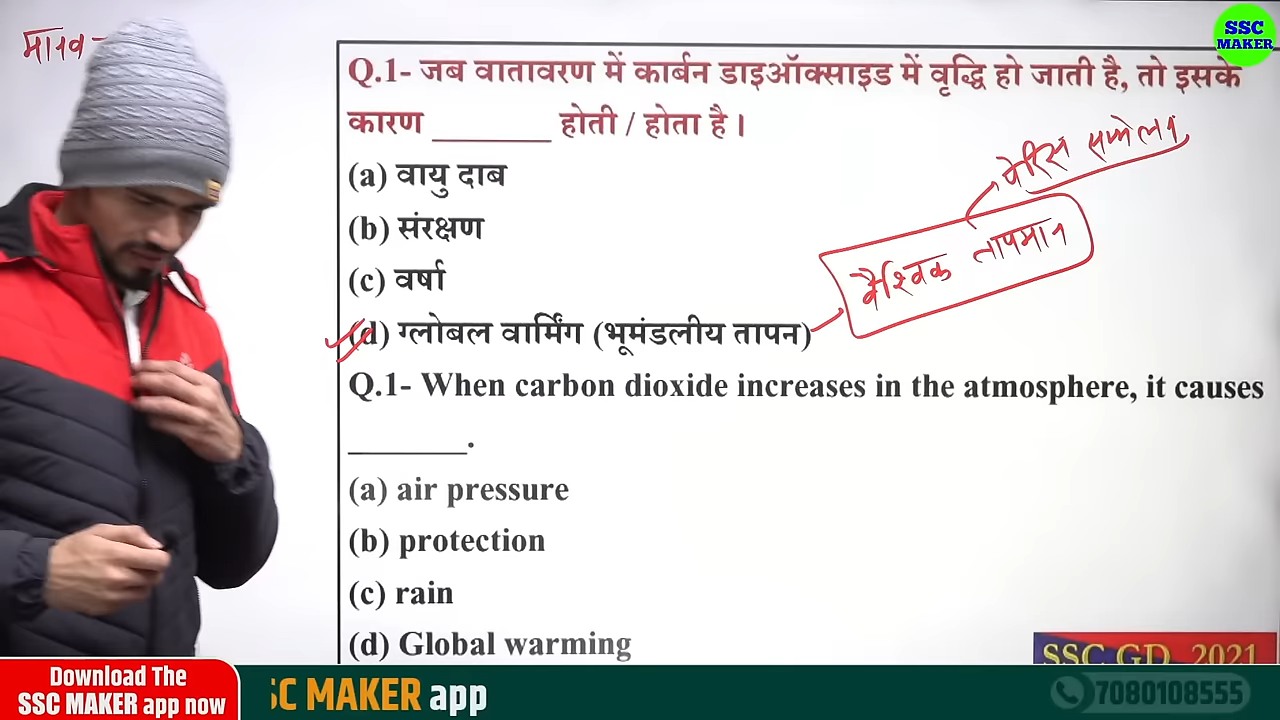 मानव
SSC
MAKER
Q.1- जब वातावरण में कार्बन डाइऑक्साइड में वृद्धि हो जाती है, तो इसके
कारण ________ होती / होता है ।
पेरिस सम्मेलन
(a) वायु दाब
(b) संरक्षण
वैश्विक तापमान
(c) वर्षा
(d) ग्लोबल वार्मिंग (भूमंडलीय तापन)
Q.1- When carbon dioxide increases in the atmosphere, it causes
________.
(a) air pressure
(b) protection
(c) rain
(d) Global warming
SSC GD 2021
Download The
SSC MAKER app now
SC MAKER app
7080108555